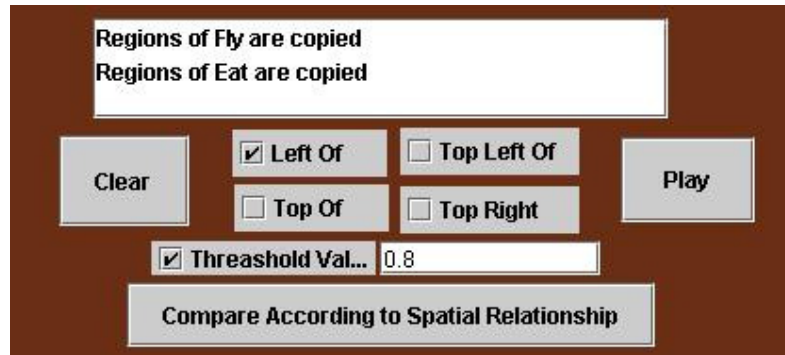 Regions of Fly are copied
Regions of Eat are copied
Clear
Left Of
Top Left Of
Top Of
Top Right
Play
Threashold Val...
0.8
Compare According to Spatial Relationship